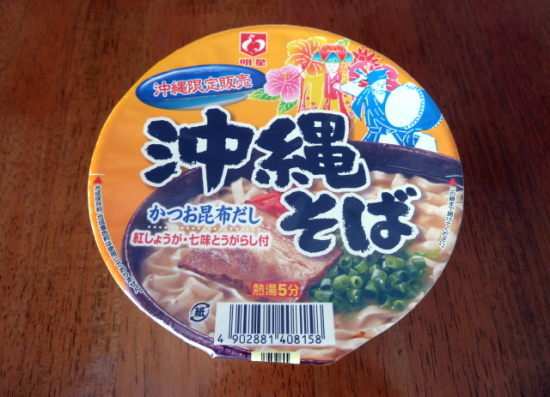 明星
沖縄限定販売
沖縄
そば
かつお昆布だし
紅しょうが・七味とうがらし付
熱湯5分
紙
4 902881 408158